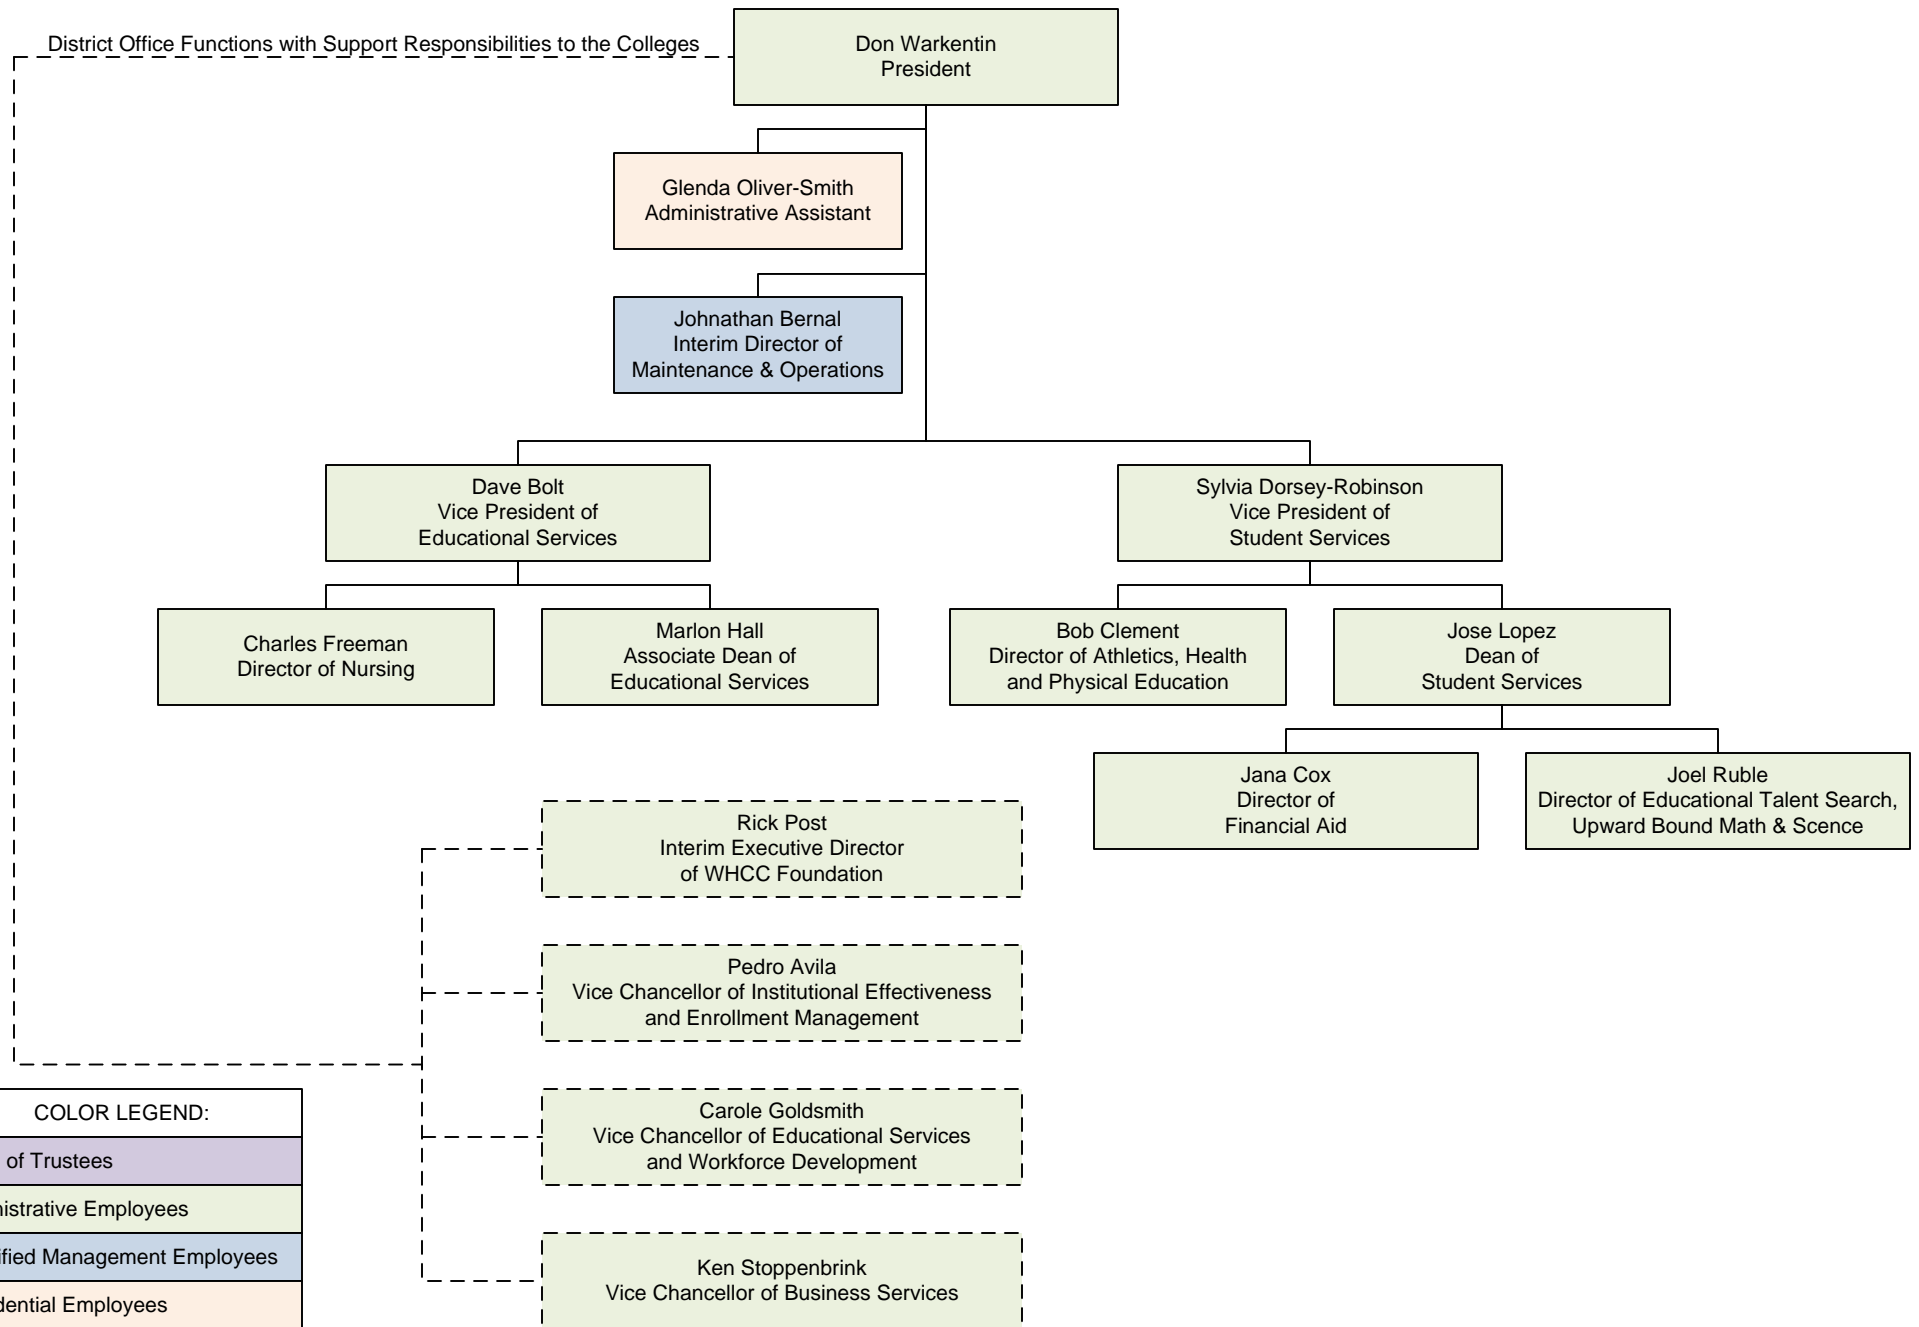 District Office Functions with Support Responsibilities to the Colleges
Don Warkentin
President
Glenda Oliver-Smith
Administrative Assistant
Johnathan Bernal
Interim Director of
Maintenance & Operations
Dave Bolt
Vice President of
Educational Services
Sylvia Dorsey-Robinson
Vice President of
Student Services
Charles Freeman
Director of Nursing
Marlon Hall
Associate Dean of
Educational Services
Bob Clement
Director of Athletics, Health
and Physical Education
Jose Lopez
Dean of
Student Services
Jana Cox
Director of
Financial Aid
Joel Ruble
Director of Educational Talent Search,
Upward Bound Math & Scence
Rick Post
Interim Executive Director
of WHCC Foundation
Pedro Avila
Vice Chancellor of Institutional Effectiveness
and Enrollment Management
Carole Goldsmith
Vice Chancellor of Educational Services
and Workforce Development
Ken Stoppenbrink
Vice Chancellor of Business Services
COLOR LEGEND:
of Trustees
Employees
Management Employees
Employees